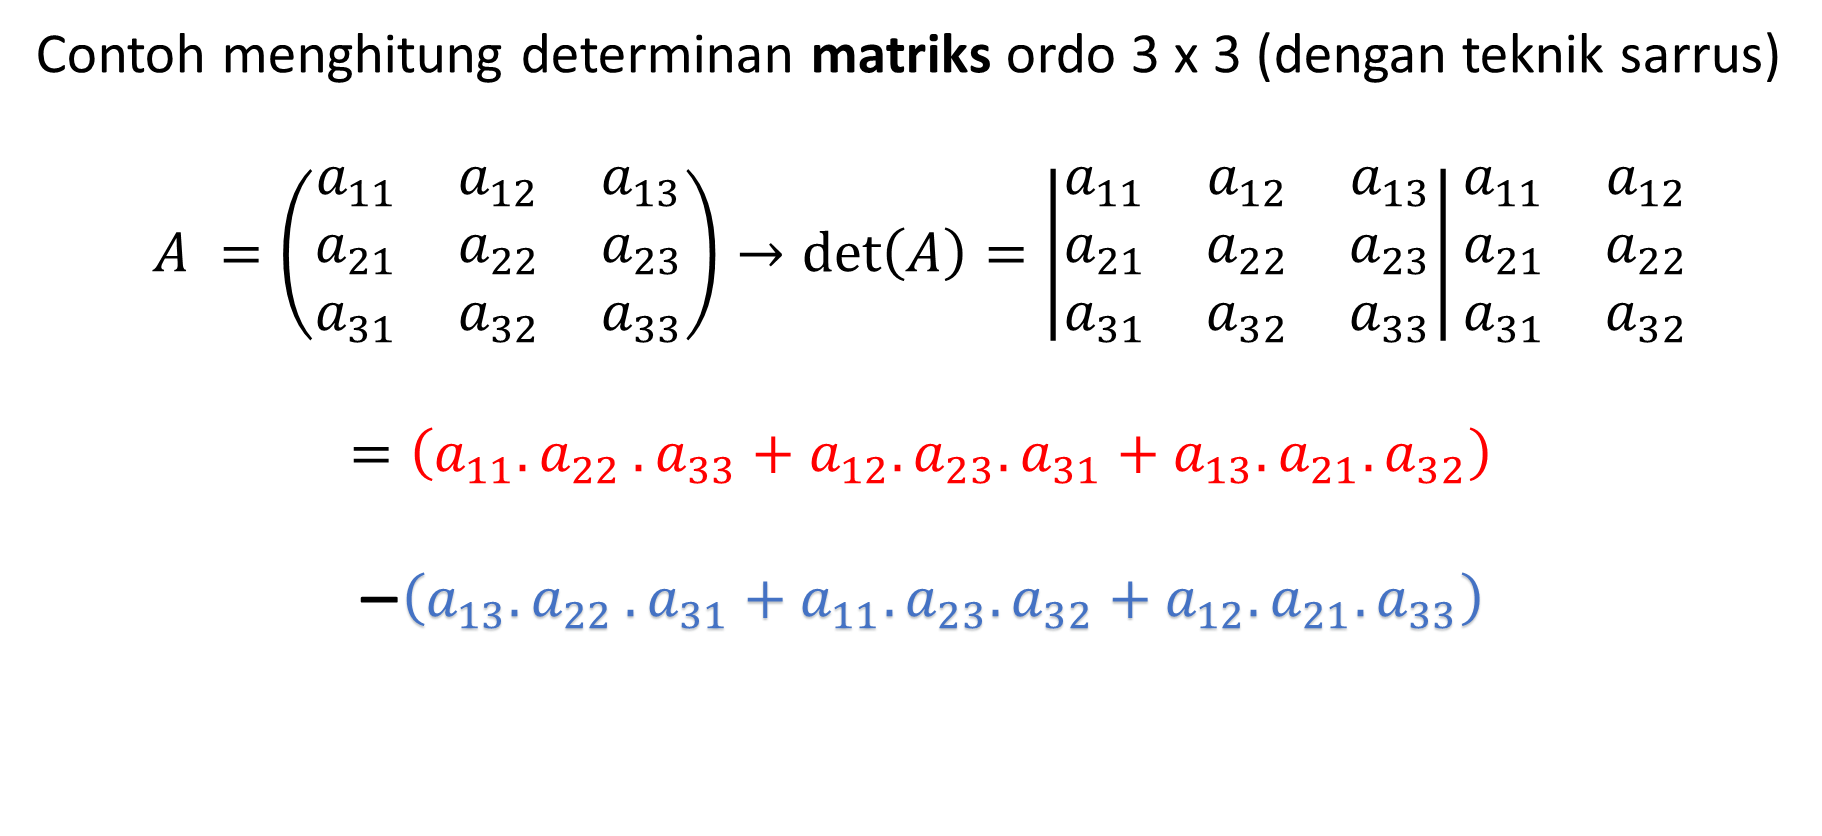 Contoh menghitung determinan matriks ordo 3 x 3 (dengan teknik sarrus)
a₁₁ a₁₂ a₁₃ a₁₁ a₁₂ a₁₃ a₁₁ a₁₂
A = ( a₂₁ a₂₂ a₂₃ ) → det(A) = | a₂₁ a₂₂ a₂₃ | a₂₁ a₂₂
a₃₁ a₃₂ a₃₃ a₃₁ a₃₂ a₃₃ a₃₁ a₃₂
= (a₁₁. a₂₂ . a₃₃ + a₁₂. a₂₃. a₃₁ + a₁₃. a₂₁. a₃₂)
−(a₁₃. a₂₂ . a₃₁ + a₁₁. a₂₃. a₃₂ + a₁₂. a₂₁. a₃₃)